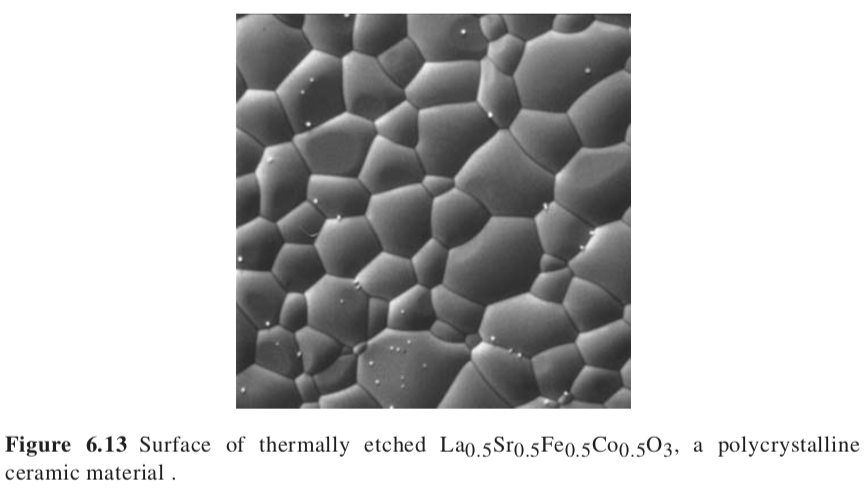 Figure 6.13 Surface of thermally etched La0.5Sr0.5Fe0.5Co0.5O3, a polycrystalline
ceramic material .